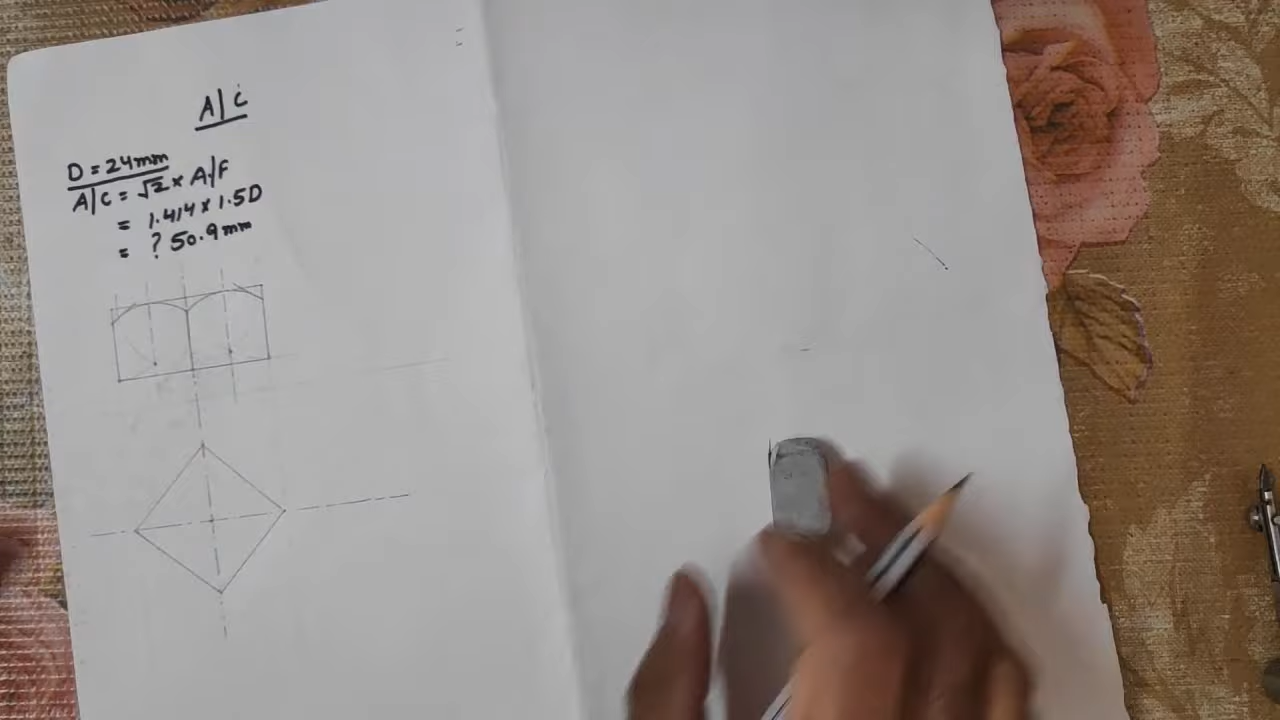 A|C
D = 24mm
A|C = √2 × A/F
= 1.414 × 1.5D
= ? 50.9mm